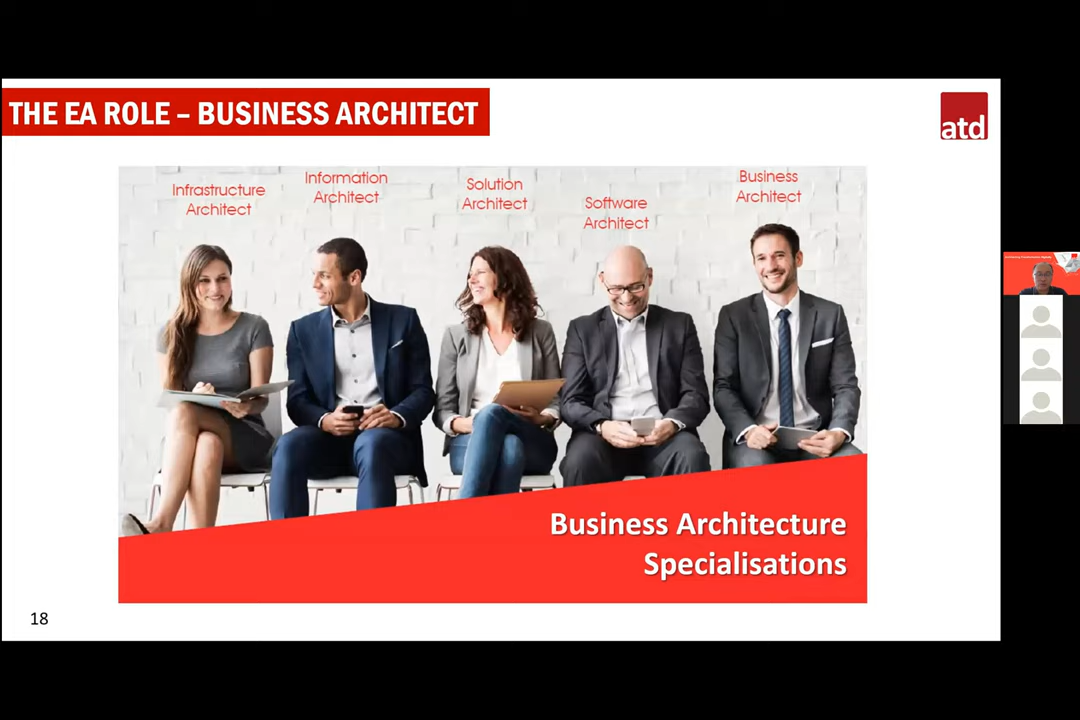 THE EA ROLE – BUSINESS ARCHITECT
atd
Infrastructure
Architect
Information
Architect
Solution
Architect
Software
Architect
Business
Architect
Business Architecture
Specialisations
18